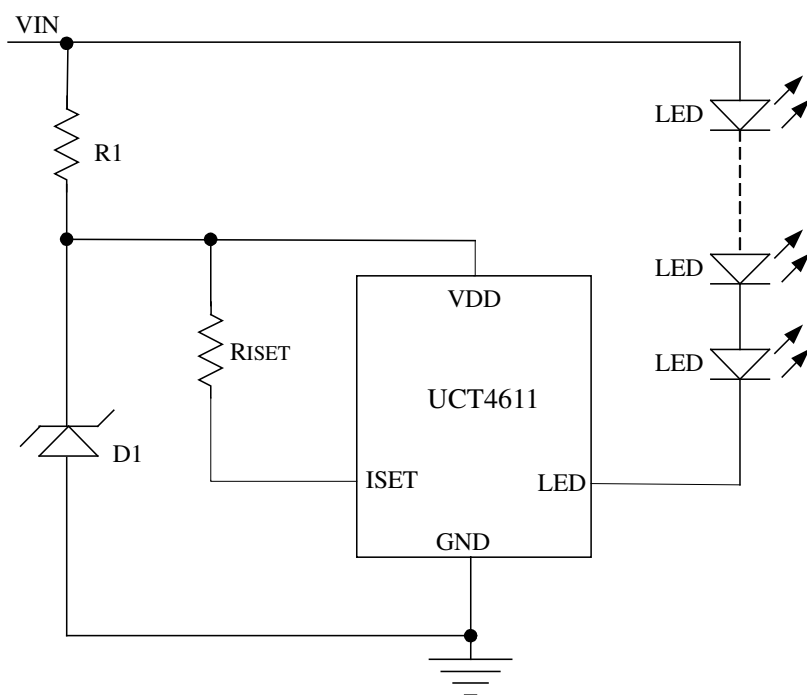 VIN
LED
R1
LED
VDD
RISET
LED
UCT4611
D1
ISET
LED
GND